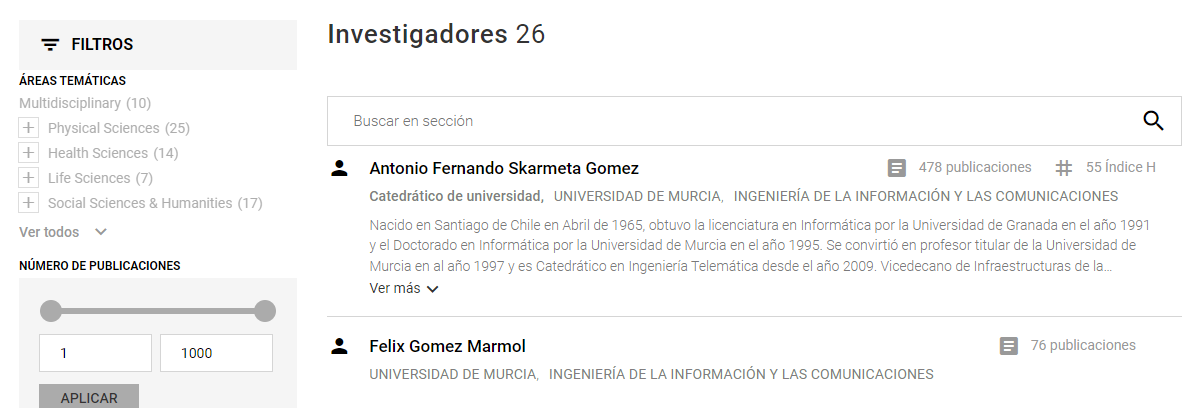 FILTROS
ÁREAS TEMÁTICAS
Multidisciplinary (10)
Physical Sciences (25)
Health Sciences (14)
Life Sciences (7)
Social Sciences & Humanities (17)
Ver todos
NÚMERO DE PUBLICACIONES
1 1000
APLICAR
Investigadores 26
Buscar en sección
Antonio Fernando Skarmeta Gomez 478 publicaciones 55 Índice H
Catedrático de universidad, UNIVERSIDAD DE MURCIA, INGENIERÍA DE LA INFORMACIÓN Y LAS COMUNICACIONES
Nacido en Santiago de Chile en Abril de 1965, obtuvo la licenciatura en Informática por la Universidad de Granada en el año 1991
y el Doctorado en Informática por la Universidad de Murcia en el año 1995. Se convirtió en profesor titular de la Universidad de
Murcia en al año 1997 y es Catedrático en Ingeniería Telemática desde el año 2009. Vicedecano de Infraestructuras de la...
Ver más
Felix Gomez Marmol 76 publicaciones
UNIVERSIDAD DE MURCIA, INGENIERÍA DE LA INFORMACIÓN Y LAS COMUNICACIONES